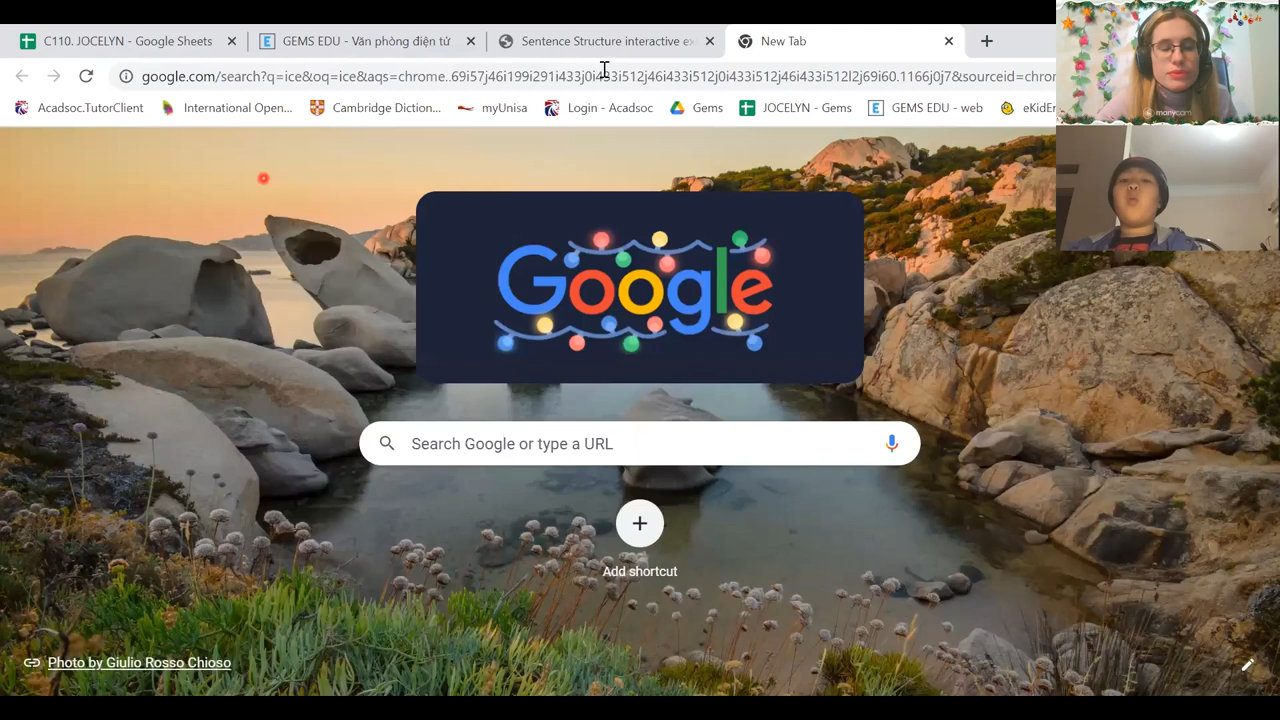 C110. JOCELYN - Google Sheets
GEMS EDU - Văn phòng điện tử
Sentence Structure interactive ex
New Tab
google.com/search?q=ice&oq=ice&aqs=chrome..69i57j46i199i291i433j0i433i512j46i433i512j0i433i512j46i433i512l2j69i60.1166j0j7&sourceid=chro
Acadsoc.TutorClient
International Open...
Cambridge Diction...
myUnisa
Login - Acadsoc
Gems
JOCELYN - Gems
GEMS EDU - web
eKidEn
manycam
Google
Search Google or type a URL
Add shortcut
Photo by Giulio Rosso Chioso